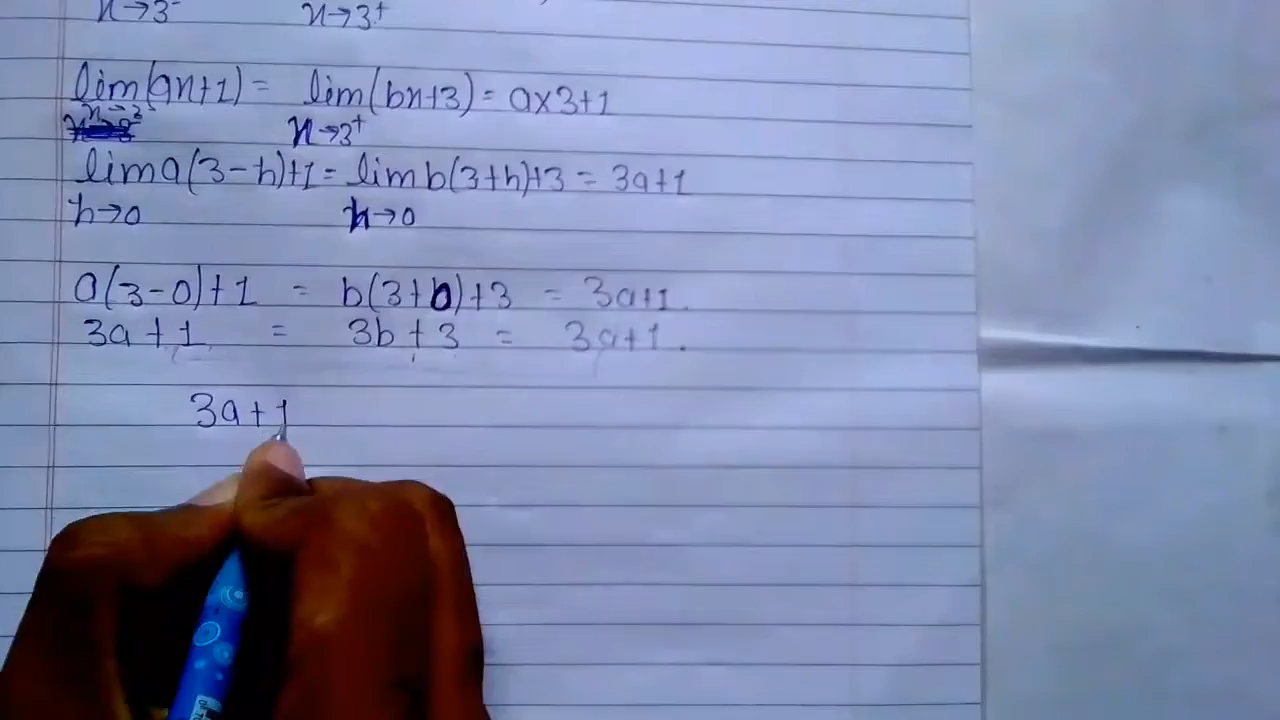 x→3⁻ x→3⁺
lim(ax+1) = lim(bx+3) = a×3+1
x→3⁻ x→3⁺
lim a(3-h)+1 = lim b(3+h)+3 = 3a+1
h→0 h→0
a(3-0)+1 = b(3+0)+3 = 3a+1.
3a+1 = 3b+3 = 3a+1.
3a+1